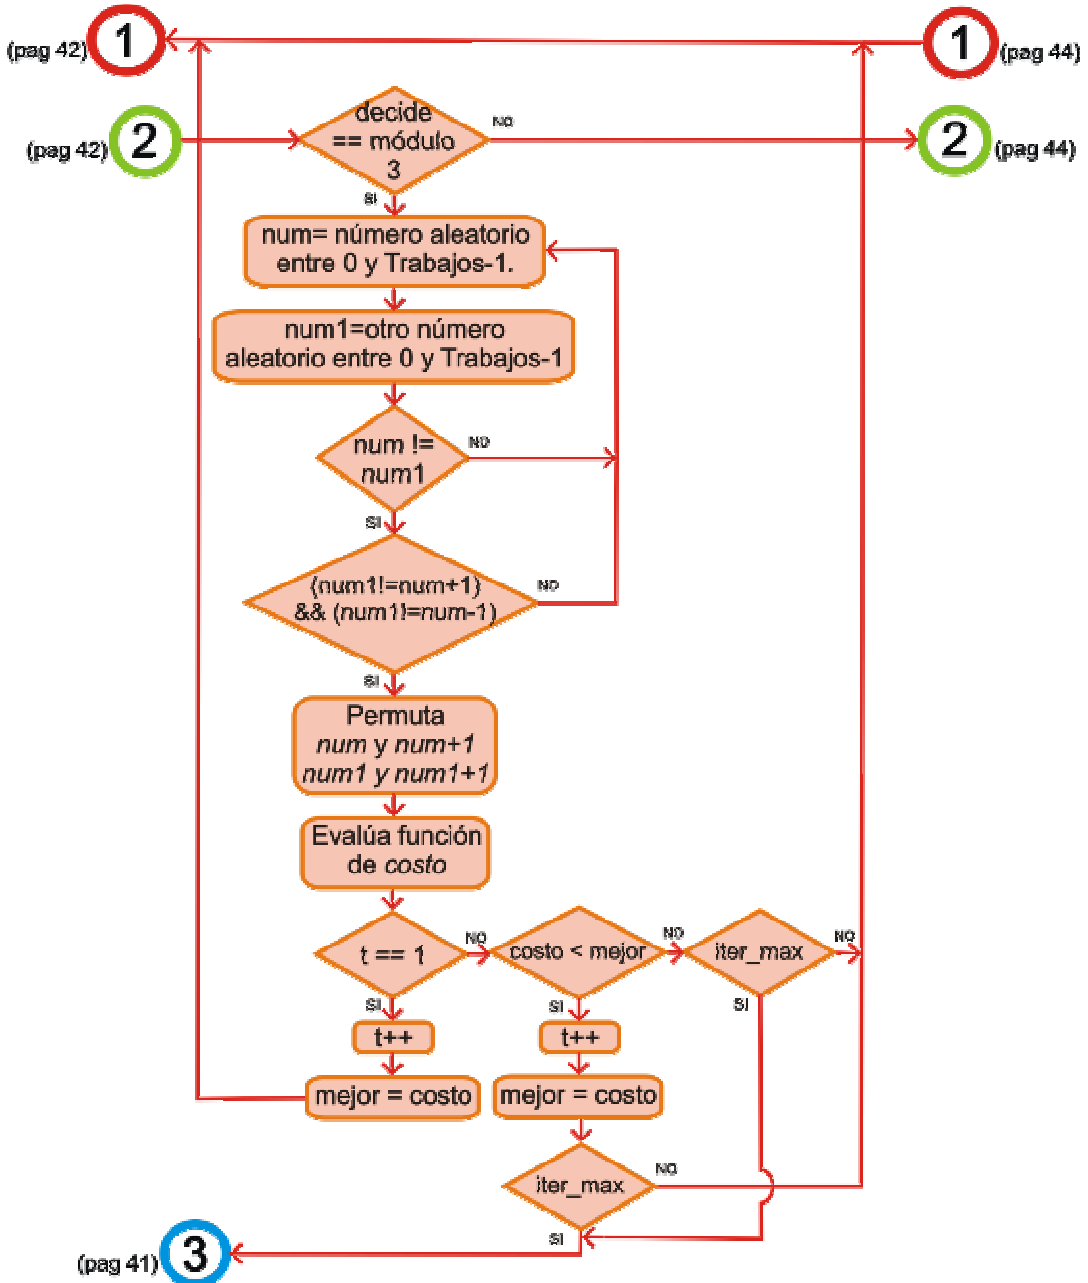 1
1
(pag 42)
(pag 44)
decide
== módulo
3
NO
2
2
(pag 42)
(pag 44)
SI
num= número aleatorio
entre 0 y Trabajos-1.
num1=otro número
aleatorio entre 0 y Trabajos-1
num !=
num1
NO
SI
(num1!=num+1)
&& (num1!=num-1)
NO
SI
Permuta
num y num+1
num1 y num1+1
Evalúa función
de costo
t == 1
NO
costo < mejor
NO
iter_max
NO
SI
SI
SI
t++
t++
mejor = costo
mejor = costo
iter_max
NO
SI
3
(pag 41)